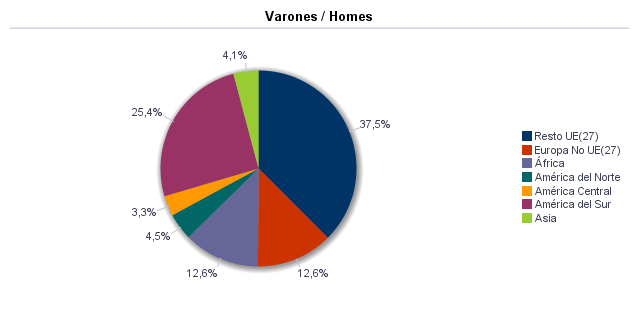 Varones / Homes
4,1%
37,5%
25,4%
3,3%
4,5%
12,6%
12,6%
Resto UE(27)
Europa No UE(27)
África
América del Norte
América Central
América del Sur
Asia